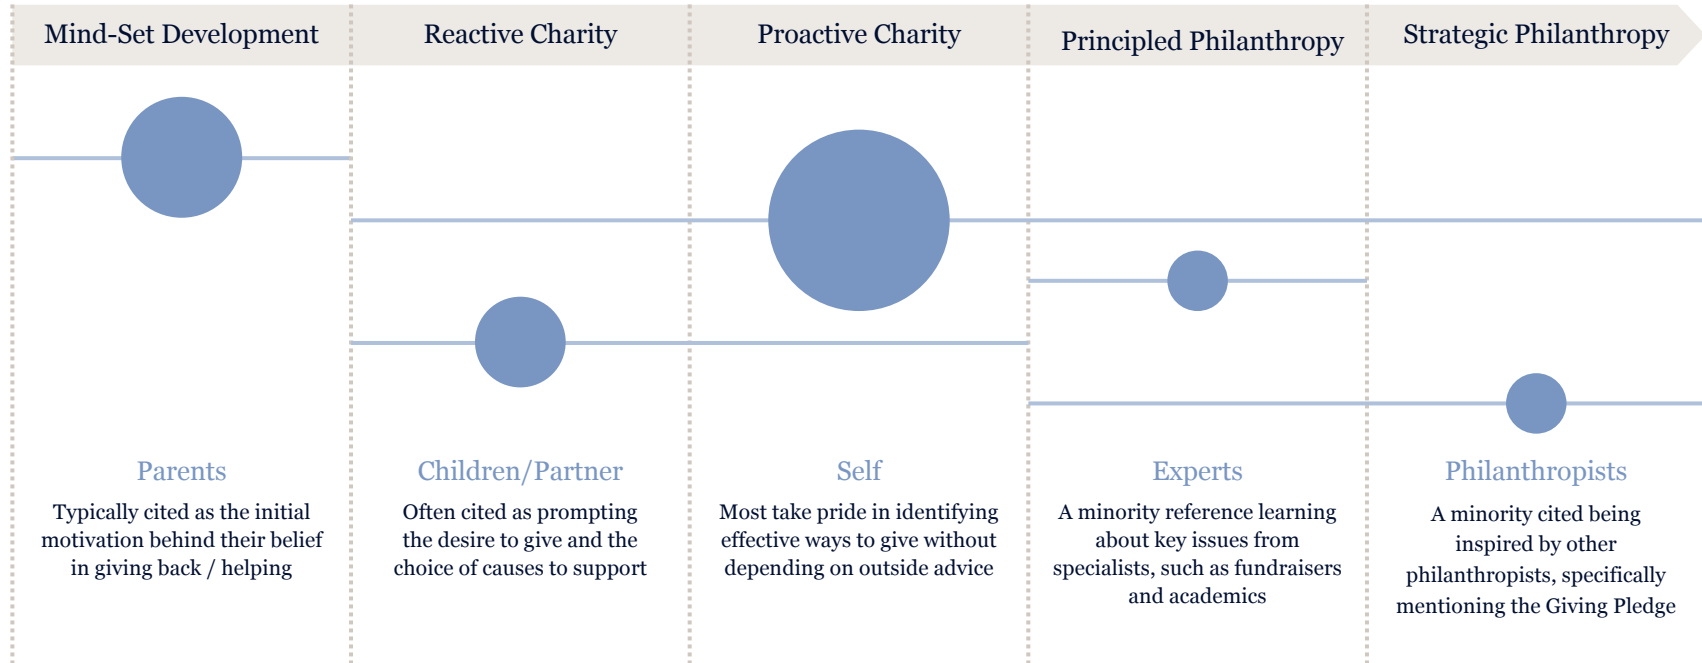 Mind-Set Development
Reactive Charity
Proactive Charity
Principled Philanthropy
Strategic Philanthropy
Parents
Typically cited as the initial
motivation behind their belief
in giving back / helping
Children/Partner
Often cited as prompting
the desire to give and the
choice of causes to support
Self
Most take pride in identifying
effective ways to give without
depending on outside advice
Experts
A minority reference learning
about key issues from
specialists, such as fundraisers
and academics
Philanthropists
A minority cited being
inspired by other
philanthropists, specifically
mentioning the Giving Pledge